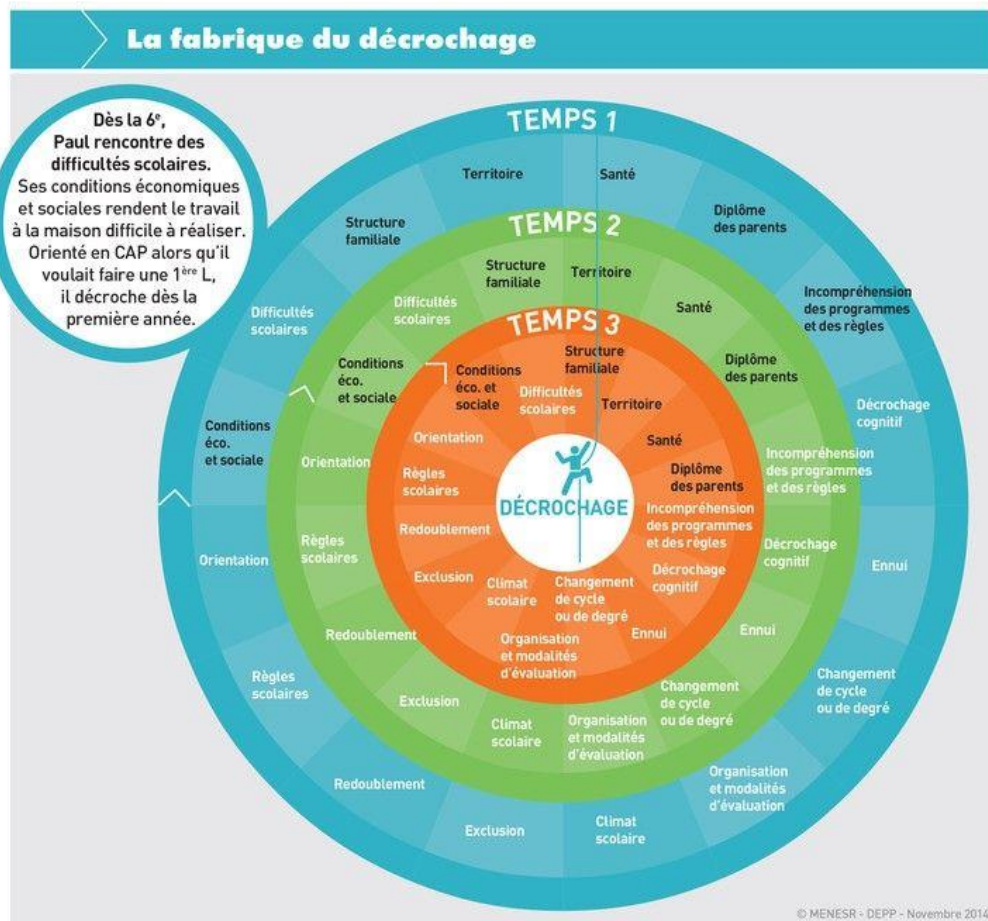 La fabrique du décrochage
Dès la 6e,
Paul rencontre des
difficultés scolaires.
Ses conditions économiques
et sociales rendent le travail
à la maison difficile à réaliser.
Orienté en CAP alors qu'il
voulait faire une 1ère L,
il décroche dès la
première année.
TEMPS 1
Territoire
Santé
Diplôme
des parents
Incompréhension
des programmes
et des règles
Décrochage
cognitif
Ennui
Changement
de cycle
ou de degré
Organisation
et modalités
d'évaluation
Climat
scolaire
Exclusion
Redoublement
Règles
scolaires
Orientation
Conditions
éco.
et sociale
Difficultés
scolaires
Structure
familiale
TEMPS 2
Structure
familiale
Territoire
Santé
Diplôme
des parents
Incompréhension
des programmes
et des règles
Décrochage
cognitif
Ennui
Changement
de cycle
ou de degré
Organisation
et modalités
d'évaluation
Climat
scolaire
Exclusion
Redoublement
Règles
scolaires
Orientation
Conditions
éco.
et sociale
Difficultés
scolaires
TEMPS 3
Structure
familiale
Territoire
Santé
Diplôme
des parents
Incompréhension
des programmes
et des règles
Décrochage
cognitif
Ennui
Changement
de cycle
ou de degré
Organisation
et modalités
d'évaluation
Climat
scolaire
Exclusion
Redoublement
Règles
scolaires
Orientation
Conditions
éco. et
sociale
Difficultés
scolaires
DÉCROCHAGE
© MENESR - DEPP - Novembre 2014